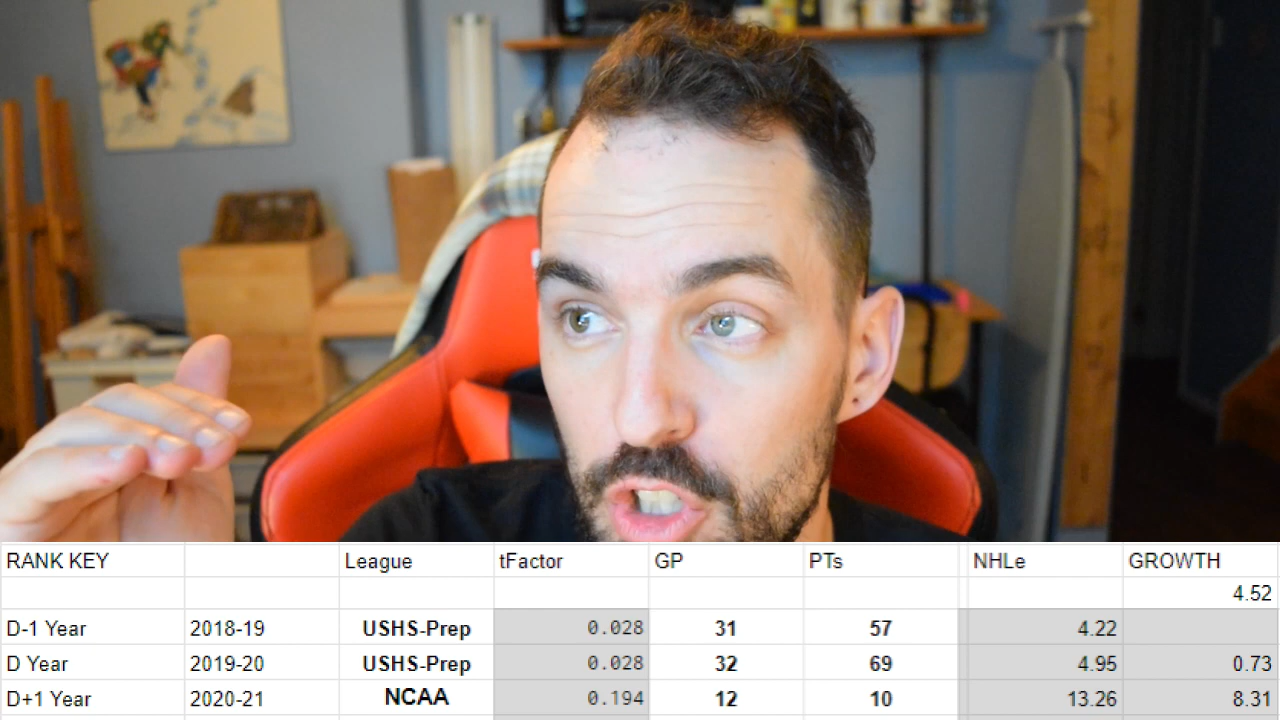 RANK KEY League tFactor GP PTs NHLe GROWTH
4.52
D-1 Year 2018-19 USHS-Prep 0.028 31 57 4.22
D Year 2019-20 USHS-Prep 0.028 32 69 4.95 0.73
D+1 Year 2020-21 NCAA 0.194 12 10 13.26 8.31